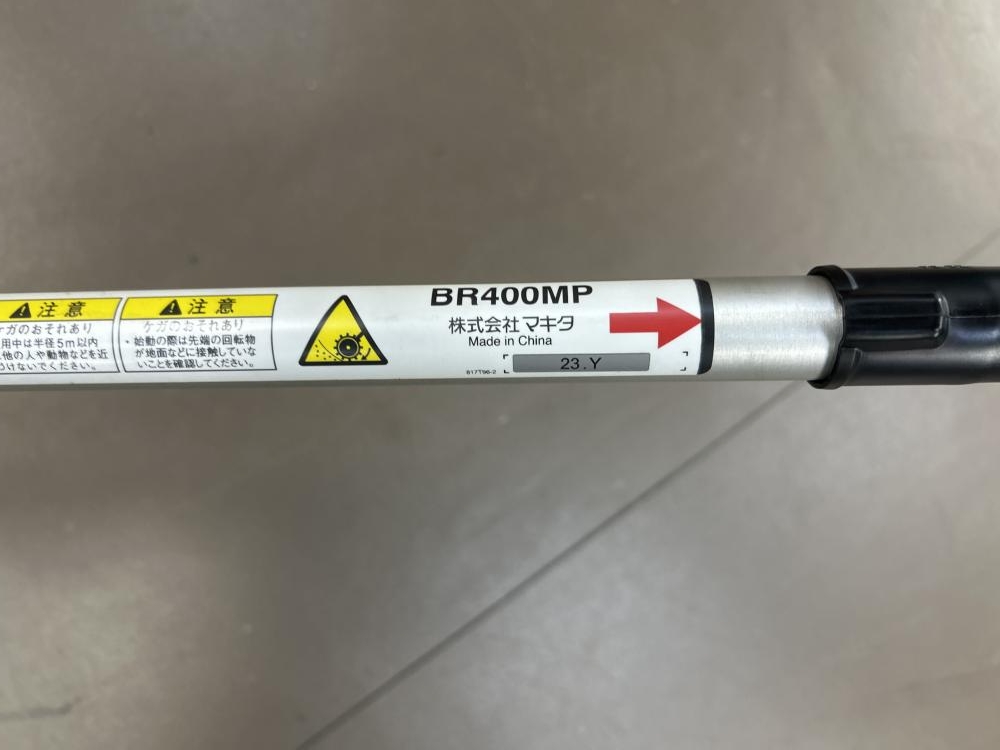 注意
ケガのおそれあり
用中は半径5m以内
他の人や動物などを近
けないでください。
注意
ケガのおそれあり
・始動の際は先端の回転物
が地面などに接触していな
いことを確認してください。
BR400MP
株式会社マキタ
Made in China
23.Y
817T96-2